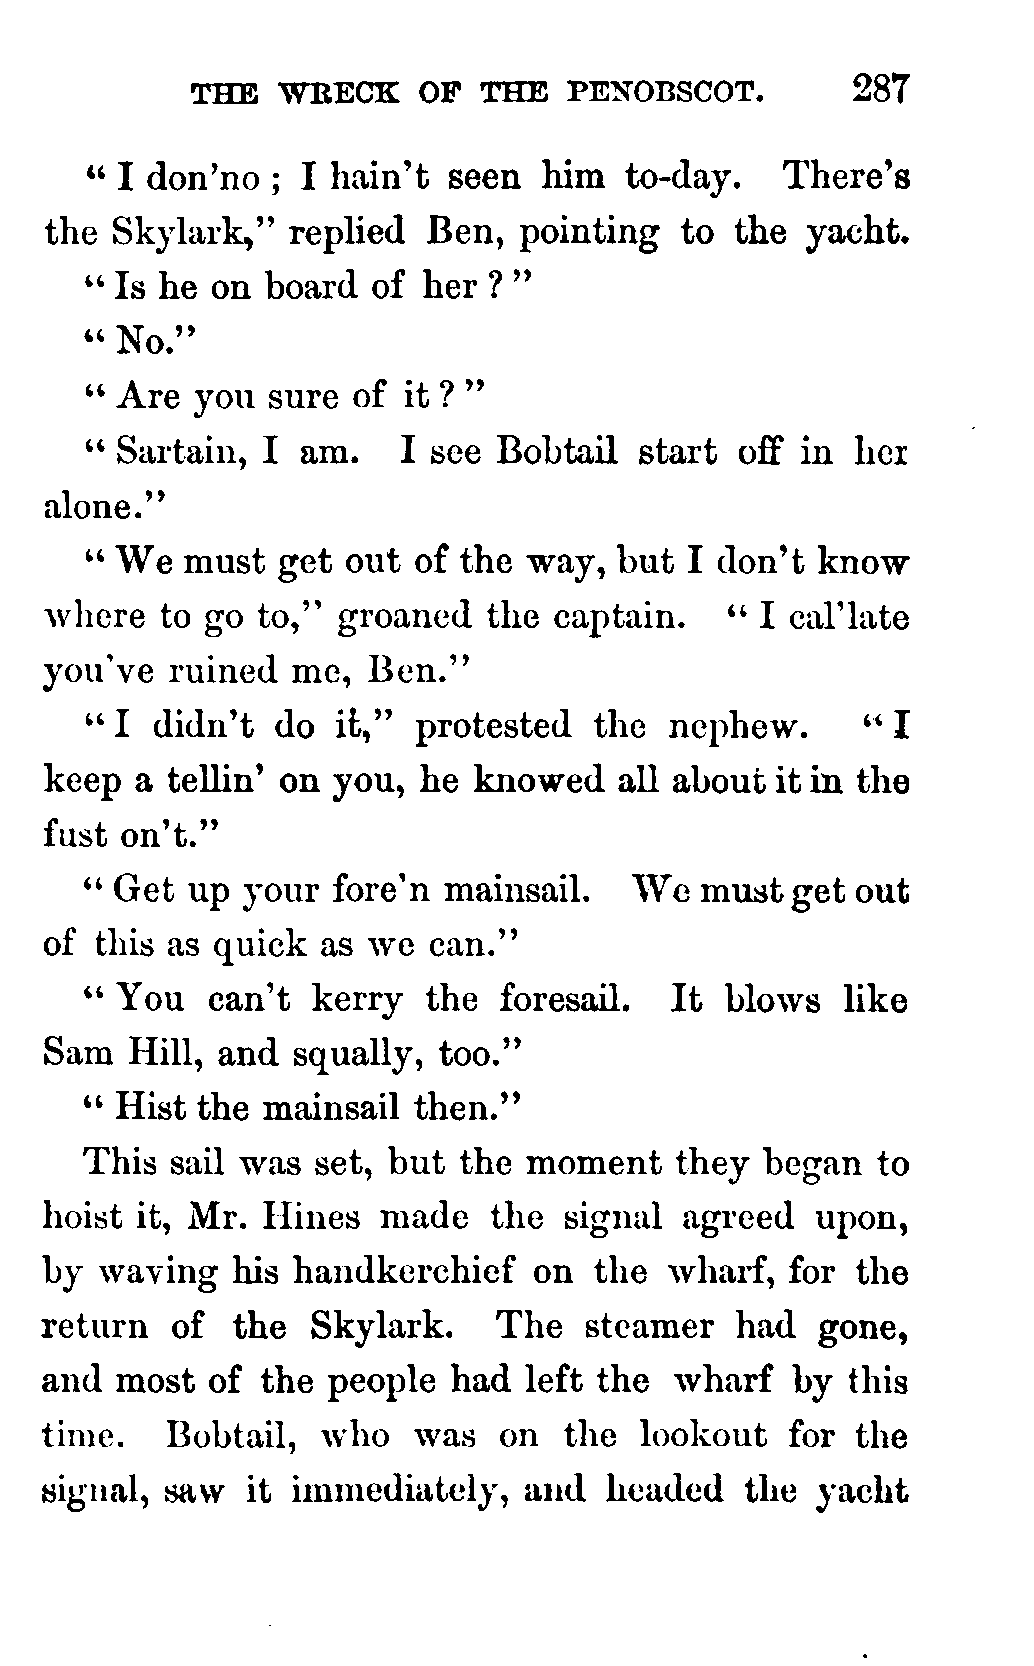 THE WRECK OF THE PENOBSCOT. 287
" I don'no ; I hain't seen him to-day. There's
the Skylark," replied Ben, pointing to the yacht.
" Is he on board of her ? "
" No."
" Are you sure of it ? "
" Sartain, I am. I see Bobtail start off in her
alone."
" We must get out of the way, but I don't know
where to go to," groaned the captain. " I cal'late
you've ruined me, Ben."
" I didn't do it," protested the nephew. " I
keep a tellin' on you, he knowed all about it in the
fust on't."
" Get up your fore'n mainsail. We must get out
of this as quick as we can."
" You can't kerry the foresail. It blows like
Sam Hill, and squally, too."
" Hist the mainsail then."
This sail was set, but the moment they began to
hoist it, Mr. Hines made the signal agreed upon,
by waving his handkerchief on the wharf, for the
return of the Skylark. The steamer had gone,
and most of the people had left the wharf by this
time. Bobtail, who was on the lookout for the
signal, saw it immediately, and headed the yacht